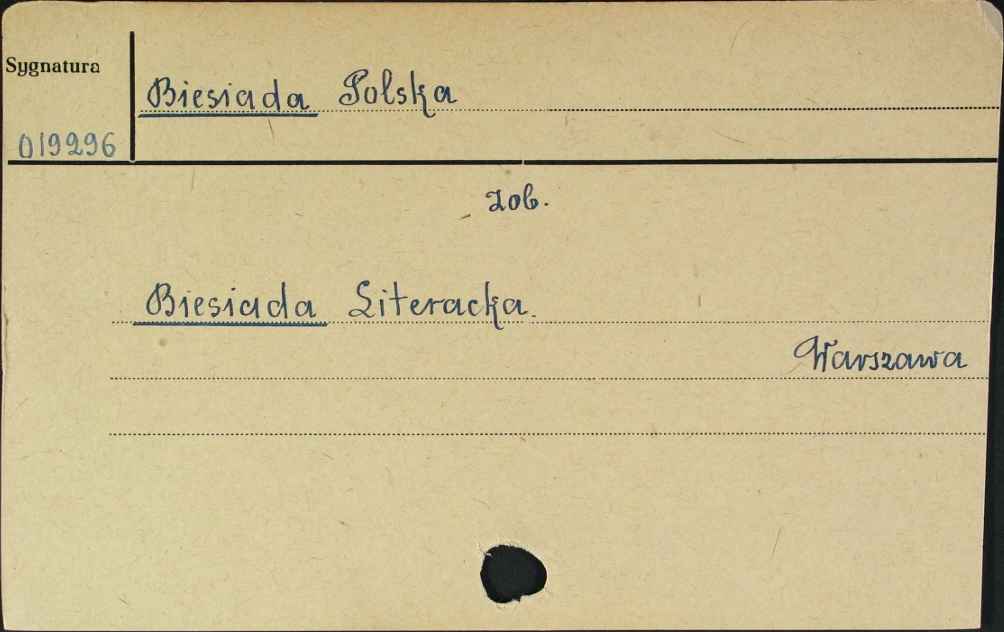 Sygnatura
Biesiada Polska
019296
zob.
Biesiada Literacka.
Warszawa